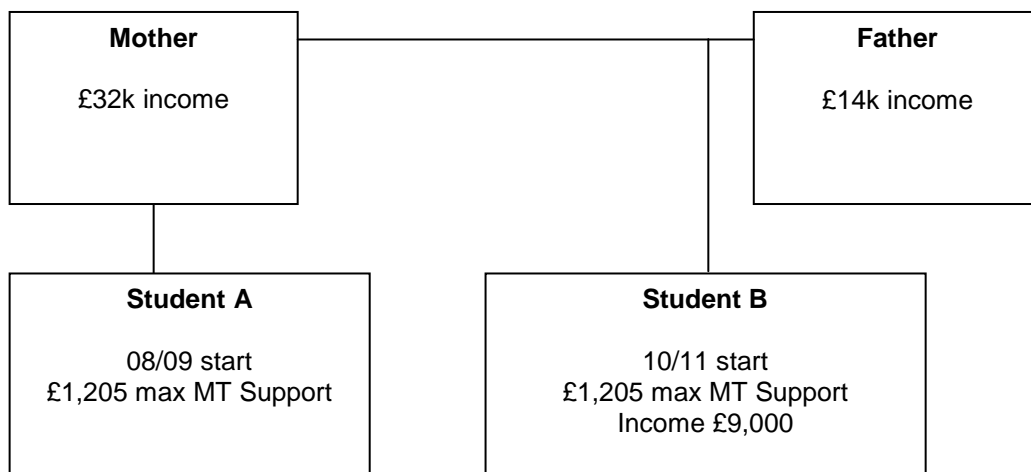 Mother
£32k income
Father
£14k income
Student A
08/09 start
£1,205 max MT Support
Student B
10/11 start
£1,205 max MT Support
Income £9,000